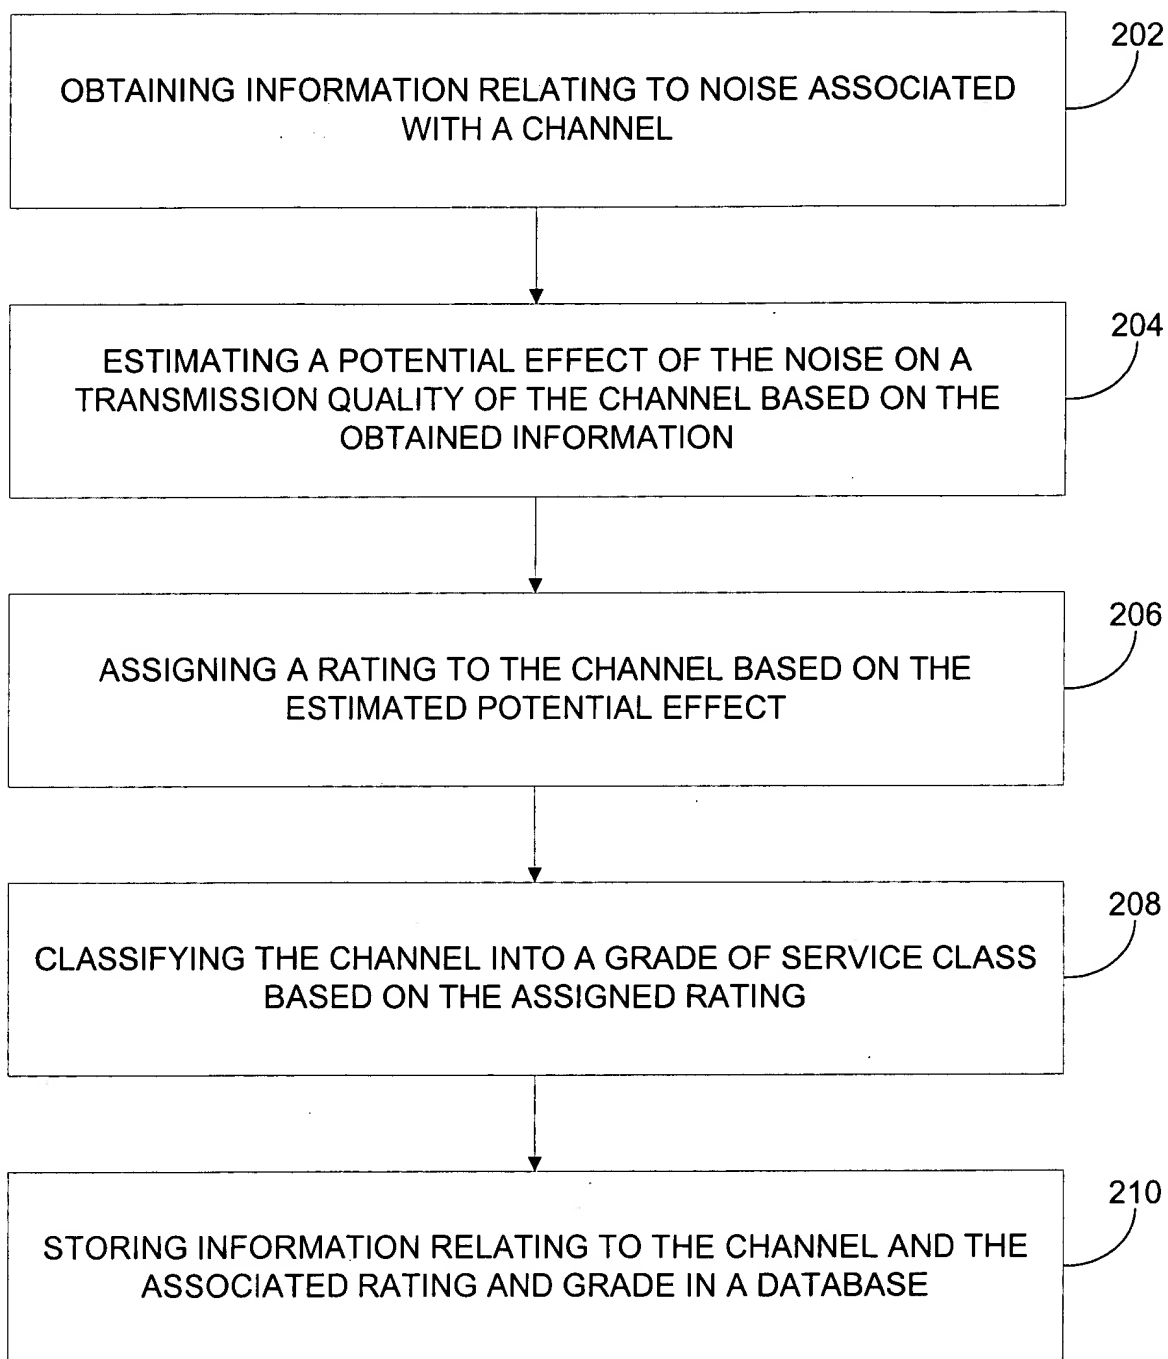 202
OBTAINING INFORMATION RELATING TO NOISE ASSOCIATED
WITH A CHANNEL
204
ESTIMATING A POTENTIAL EFFECT OF THE NOISE ON A
TRANSMISSION QUALITY OF THE CHANNEL BASED ON THE
OBTAINED INFORMATION
206
ASSIGNING A RATING TO THE CHANNEL BASED ON THE
ESTIMATED POTENTIAL EFFECT
208
CLASSIFYING THE CHANNEL INTO A GRADE OF SERVICE CLASS
BASED ON THE ASSIGNED RATING
210
STORING INFORMATION RELATING TO THE CHANNEL AND THE
ASSOCIATED RATING AND GRADE IN A DATABASE